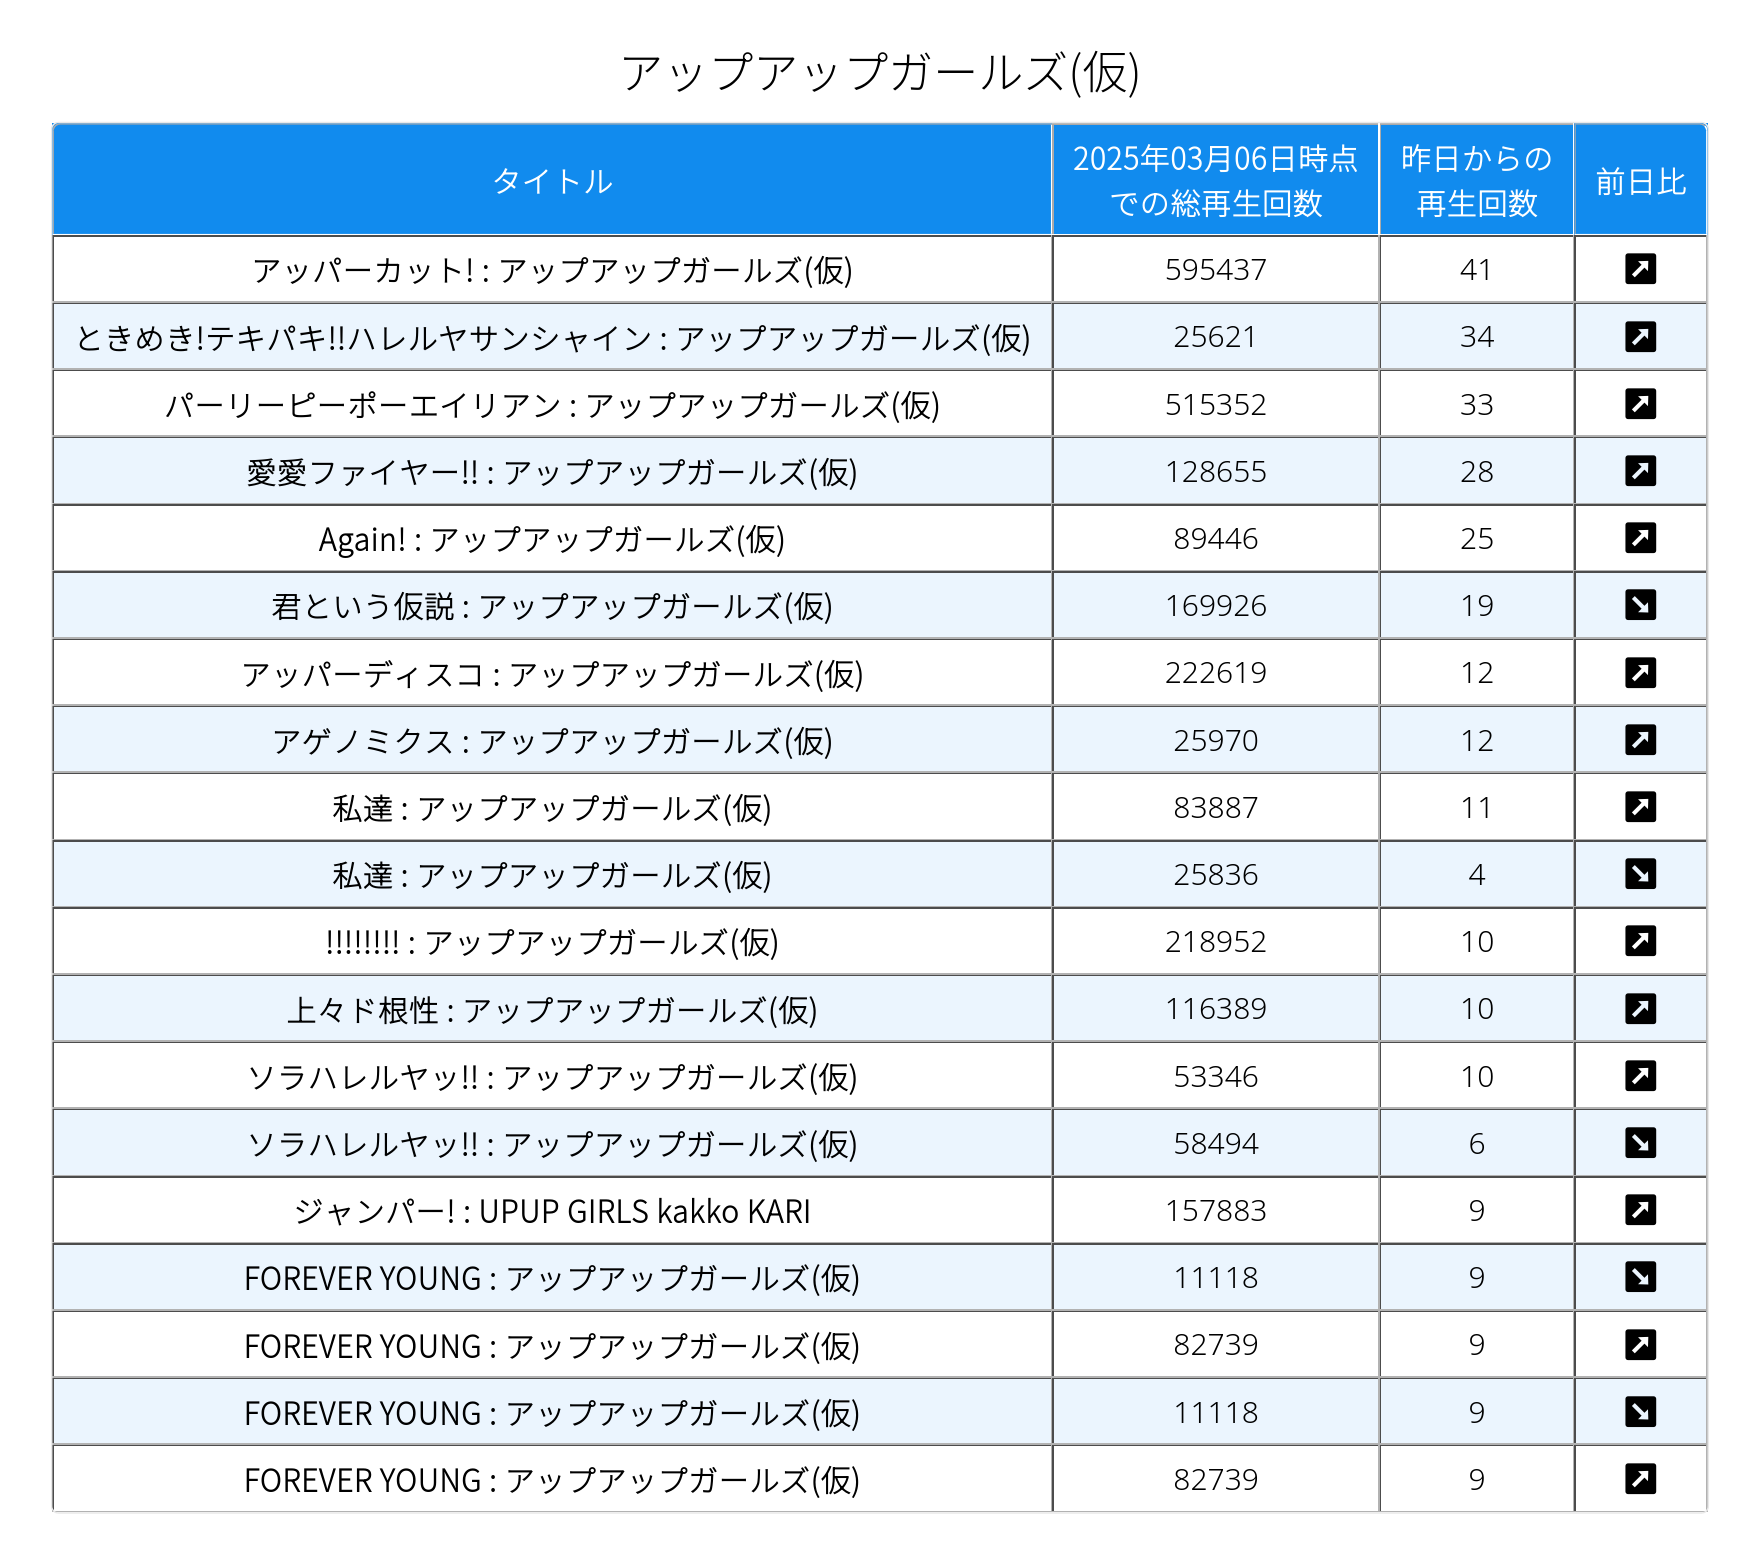 アップアップガールズ(仮)
タイトル 2025年03月06日時点での総再生回数 昨日からの再生回数 前日比
アッパーカット! : アップアップガールズ(仮) 595437 41
ときめき!テキパキ!!ハレルヤサンシャイン : アップアップガールズ(仮) 25621 34
パーリーピーポーエイリアン : アップアップガールズ(仮) 515352 33
愛愛ファイヤー!! : アップアップガールズ(仮) 128655 28
Again! : アップアップガールズ(仮) 89446 25
君という仮説 : アップアップガールズ(仮) 169926 19
アッパーディスコ : アップアップガールズ(仮) 222619 12
アゲノミクス : アップアップガールズ(仮) 25970 12
私達 : アップアップガールズ(仮) 83887 11
私達 : アップアップガールズ(仮) 25836 4
!!!!!!!! : アップアップガールズ(仮) 218952 10
上々ド根性 : アップアップガールズ(仮) 116389 10
ソラハレルヤッ!! : アップアップガールズ(仮) 53346 10
ソラハレルヤッ!! : アップアップガールズ(仮) 58494 6
ジャンパー! : UPUP GIRLS kakko KARI 157883 9
FOREVER YOUNG : アップアップガールズ(仮) 11118 9
FOREVER YOUNG : アップアップガールズ(仮) 82739 9
FOREVER YOUNG : アップアップガールズ(仮) 11118 9
FOREVER YOUNG : アップアップガールズ(仮) 82739 9